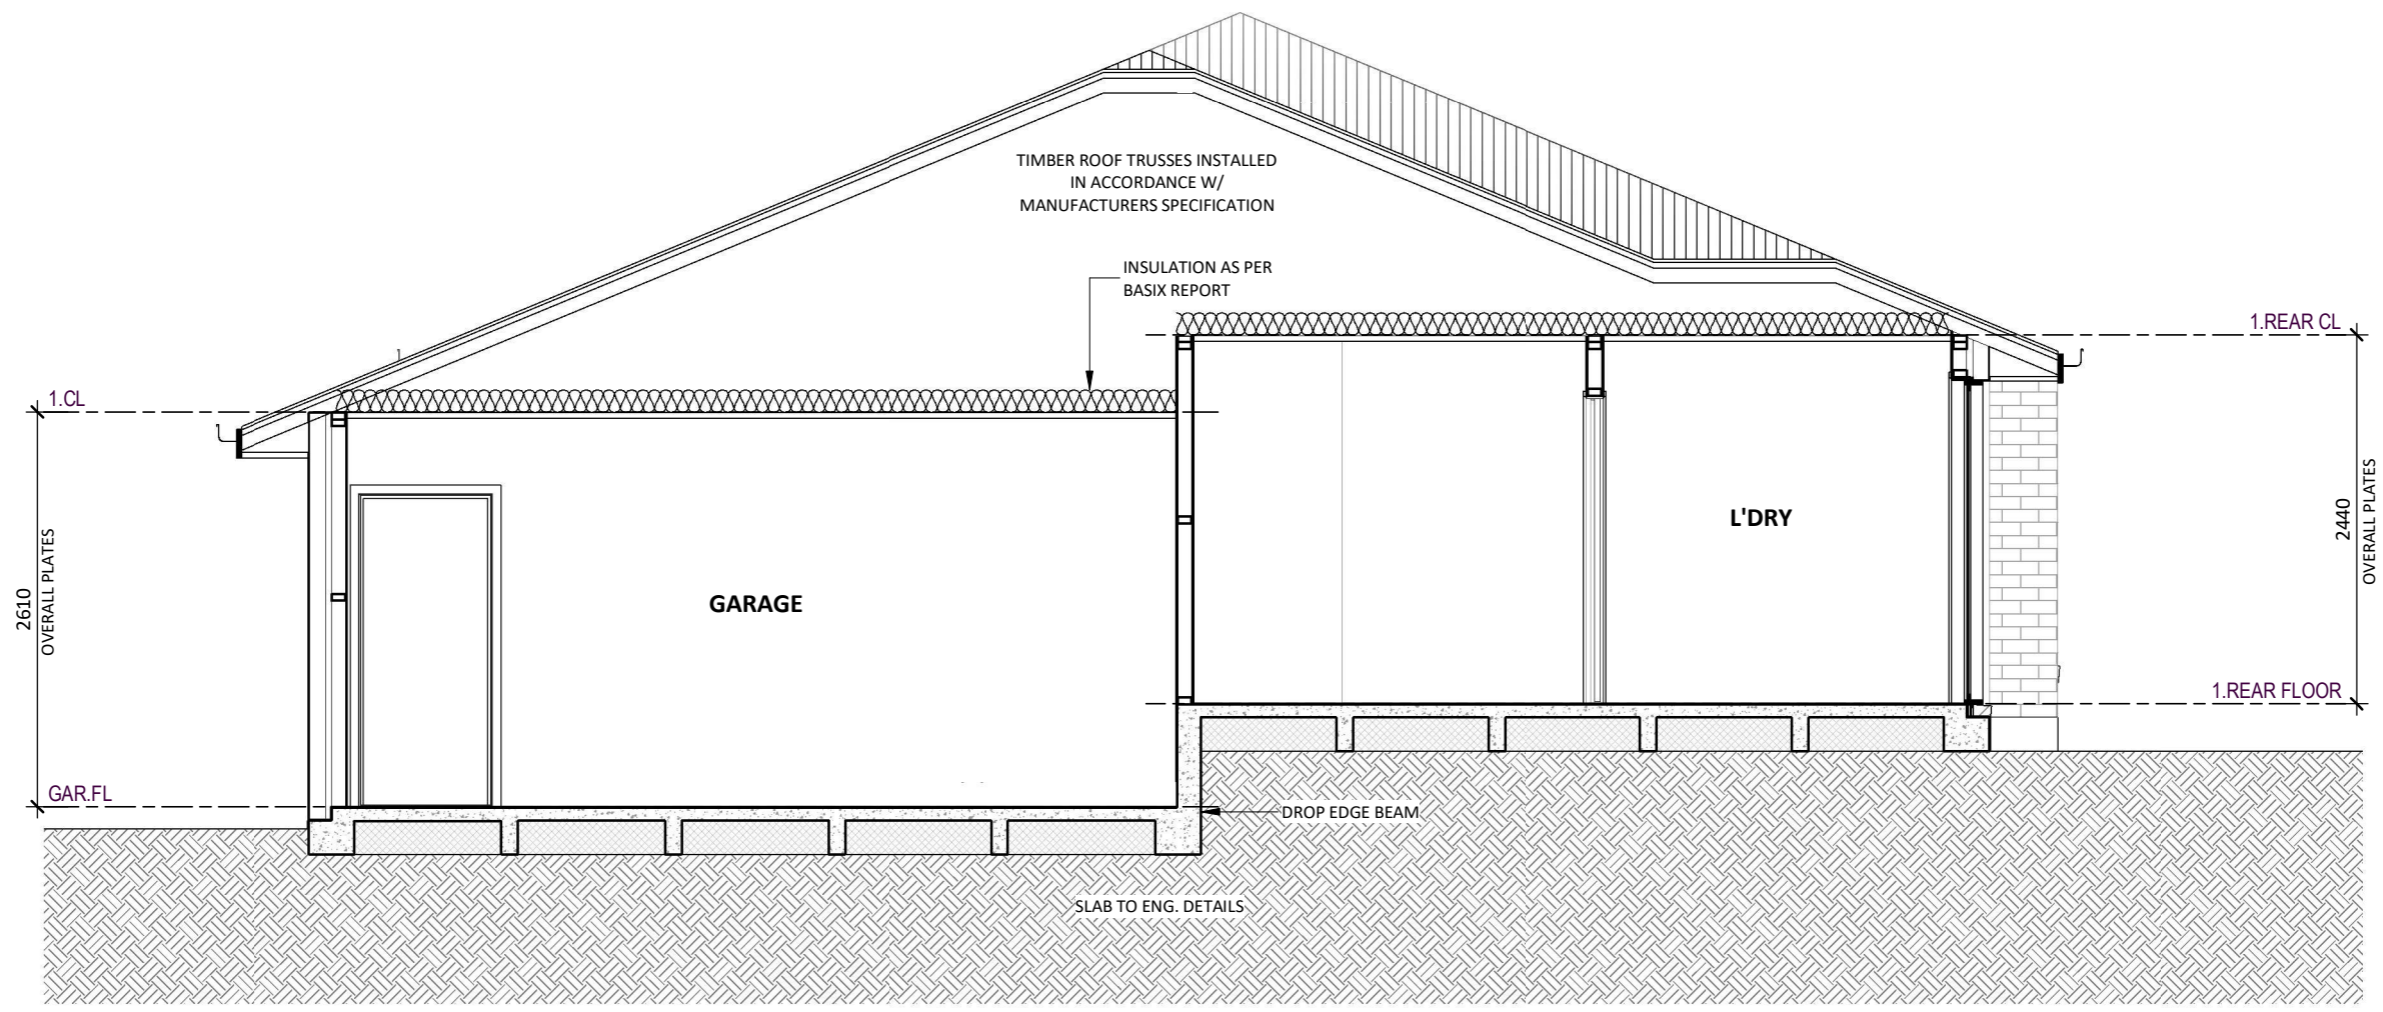 TIMBER ROOF TRUSSES INSTALLED
IN ACCORDANCE W/
MANUFACTURERS SPECIFICATION
INSULATION AS PER
BASIX REPORT
1.REAR CL
1.CL
2440
OVERALL PLATES
L'DRY
GARAGE
2610
OVERALL PLATES
1.REAR FLOOR
GAR.FL
DROP EDGE BEAM
SLAB TO ENG. DETAILS